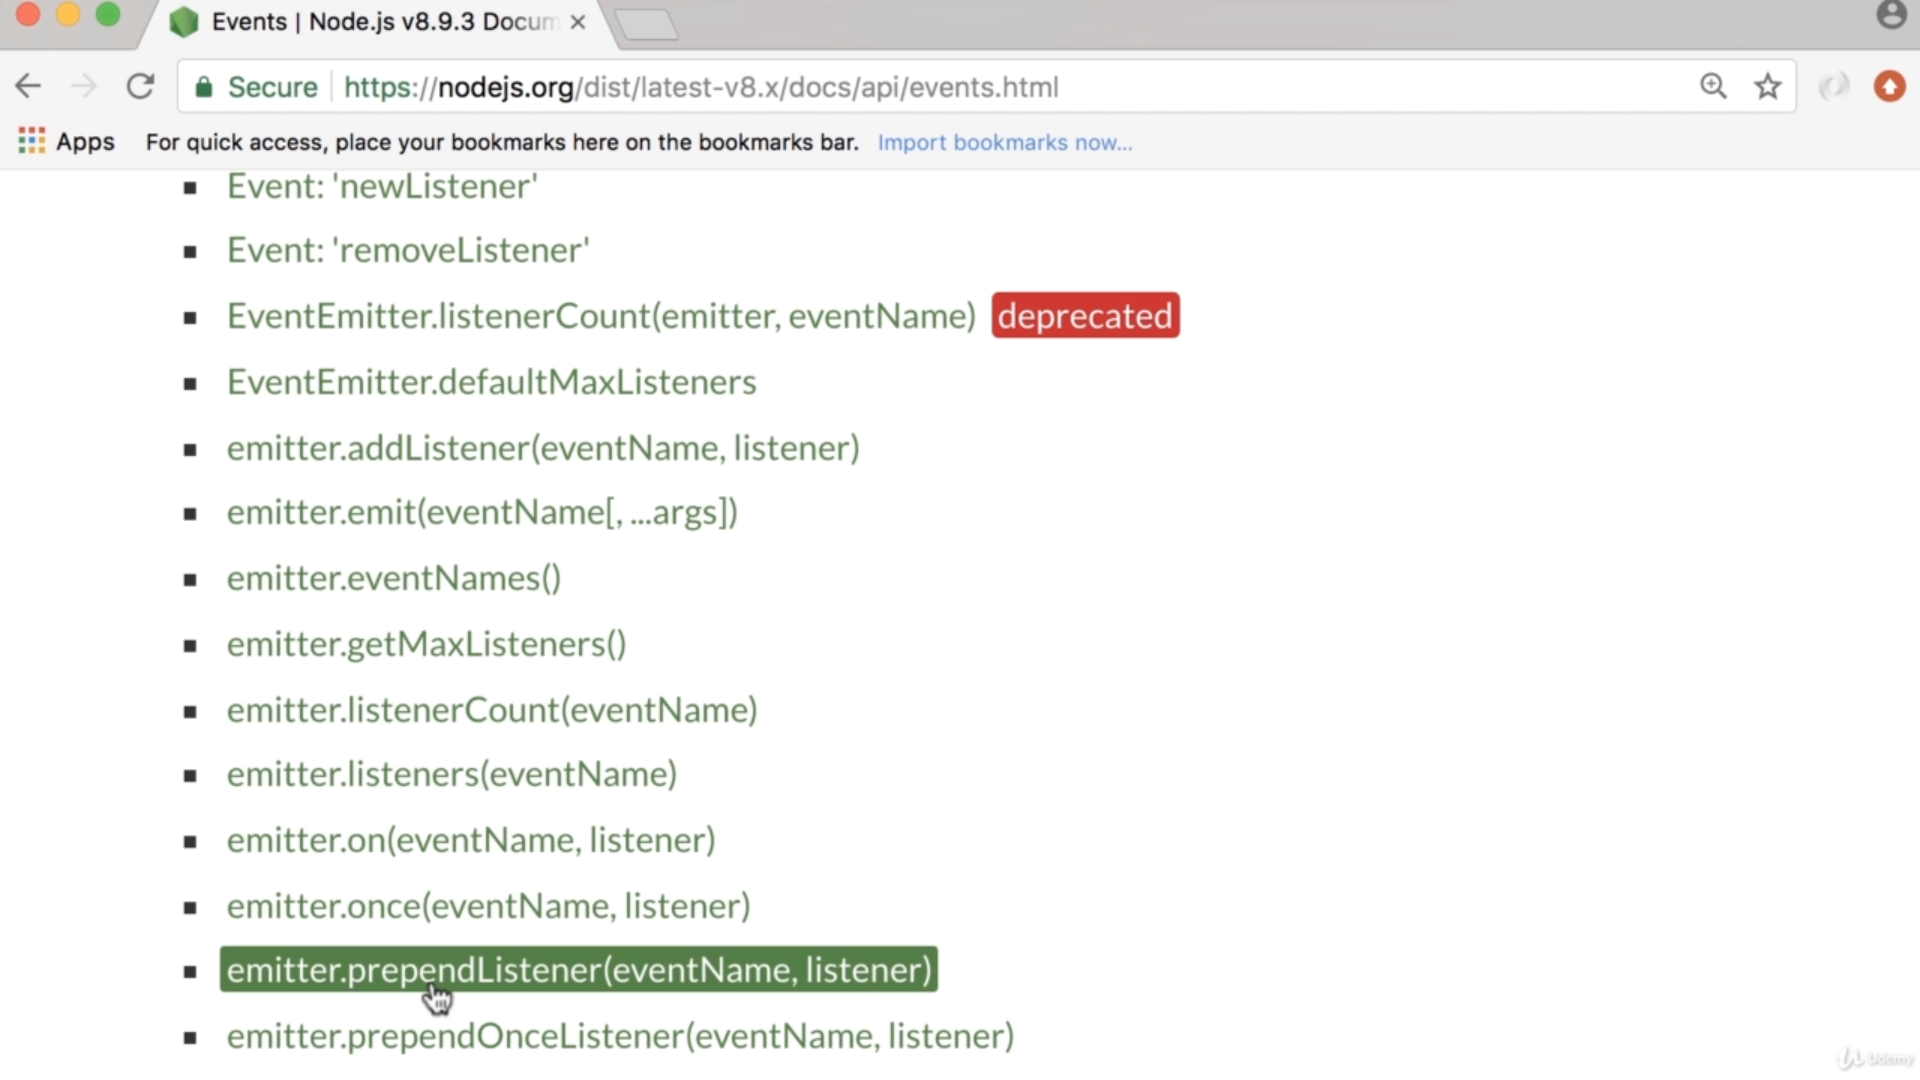 Events | Node.js v8.9.3 Docum
Secure https://nodejs.org/dist/latest-v8.x/docs/api/events.html
Apps For quick access, place your bookmarks here on the bookmarks bar. Import bookmarks now...
Event: 'newListener'
Event: 'removeListener'
EventEmitter.listenerCount(emitter, eventName) deprecated
EventEmitter.defaultMaxListeners
emitter.addListener(eventName, listener)
emitter.emit(eventName[, ...args])
emitter.eventNames()
emitter.getMaxListeners()
emitter.listenerCount(eventName)
emitter.listeners(eventName)
emitter.on(eventName, listener)
emitter.once(eventName, listener)
emitter.prependListener(eventName, listener)
emitter.prependOnceListener(eventName, listener)
Udemy